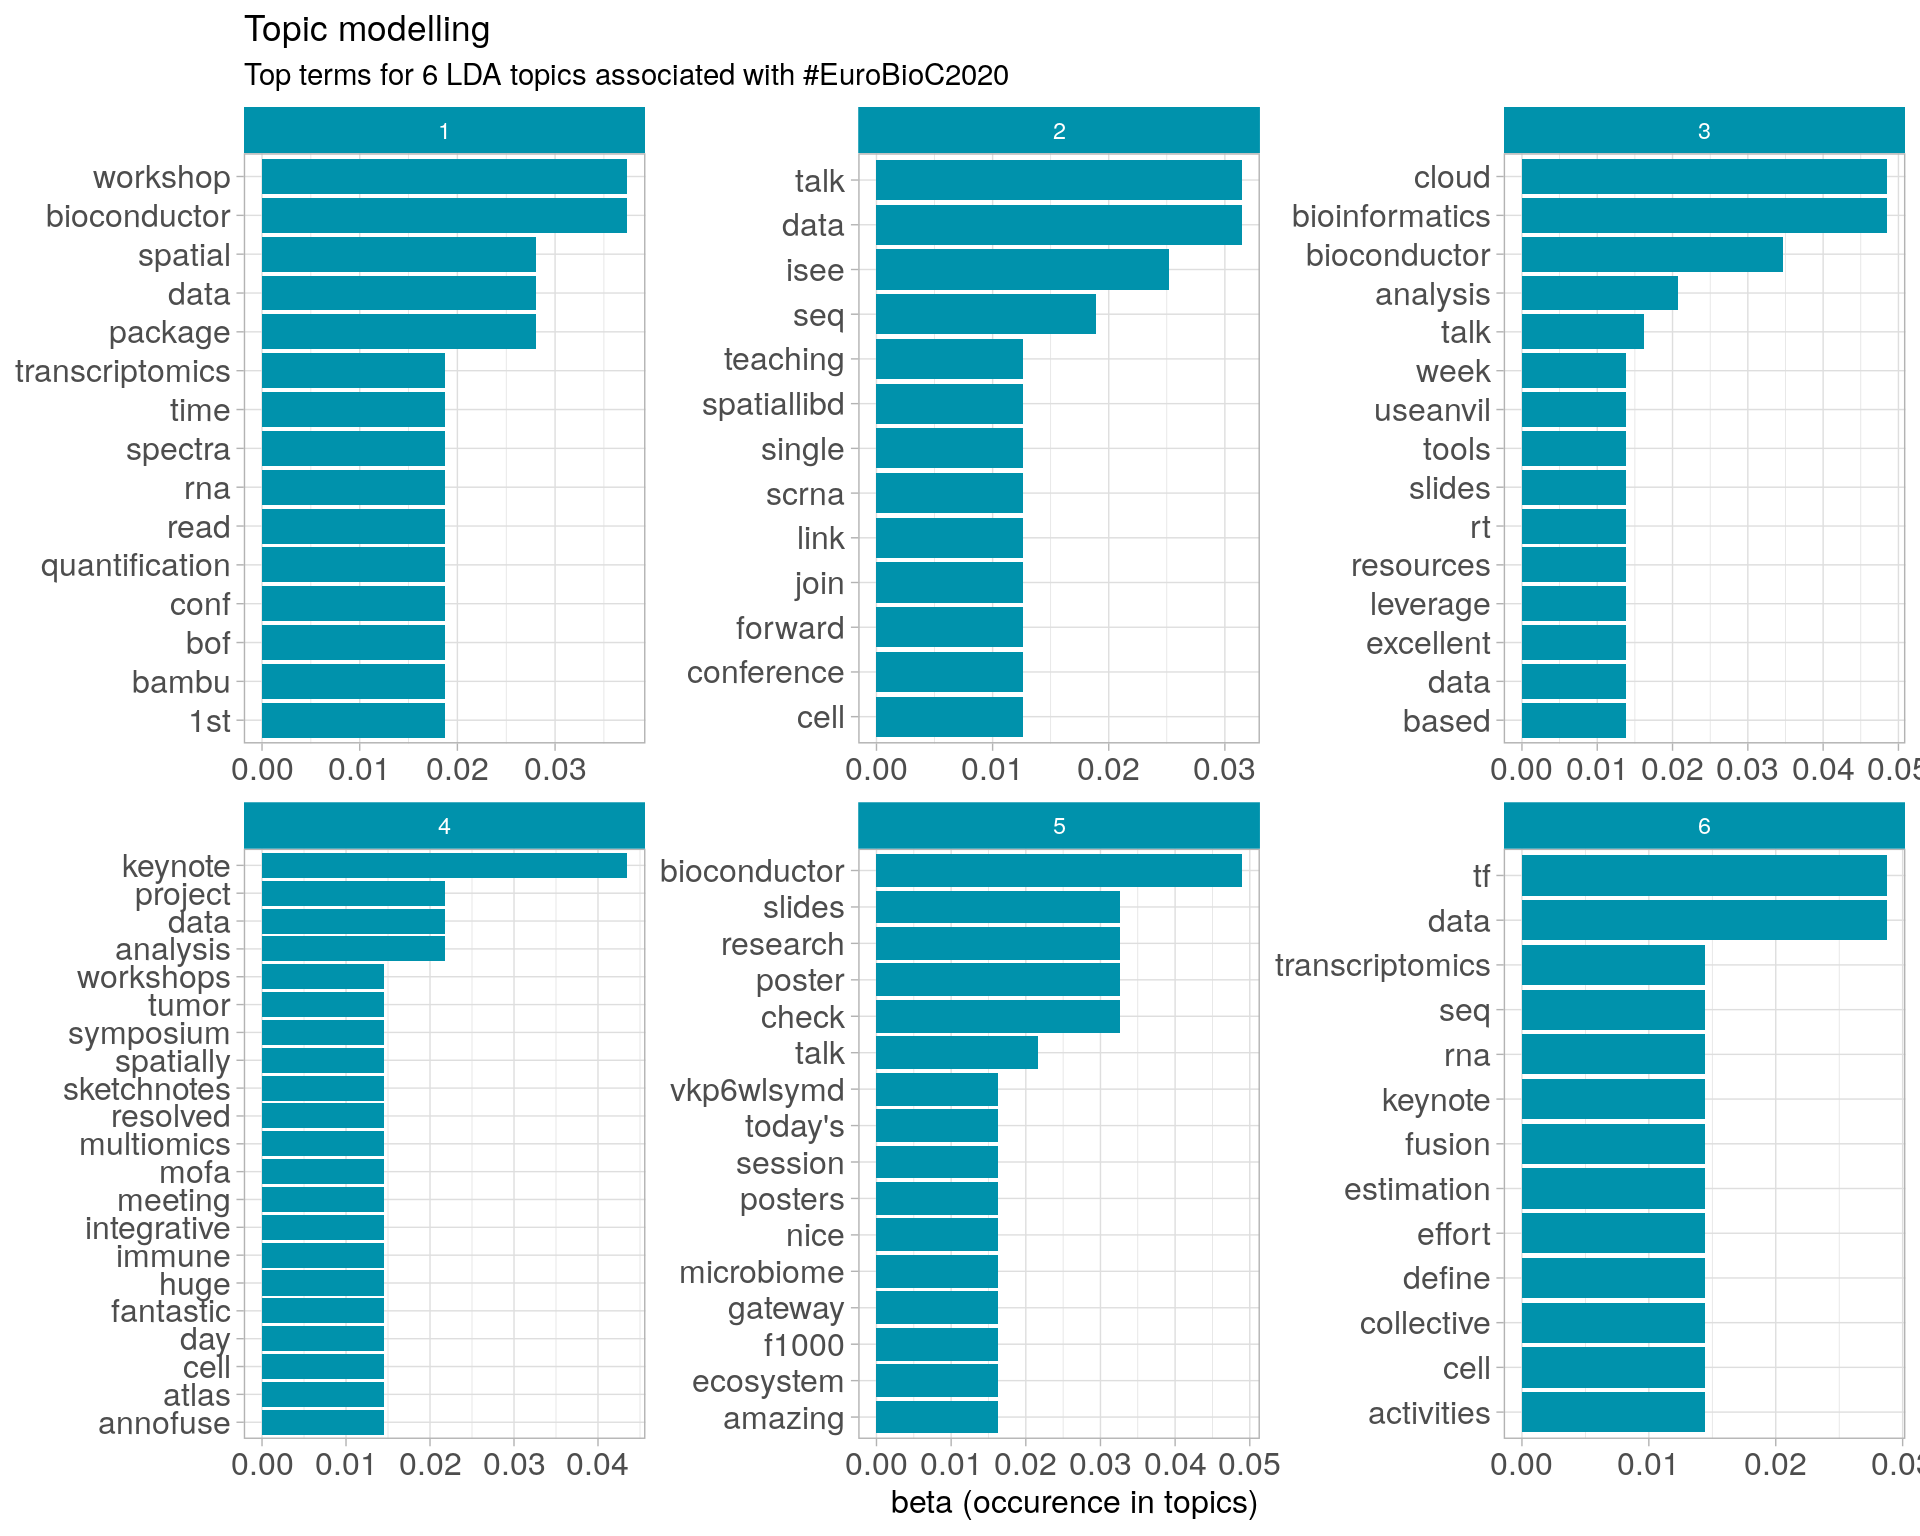 Topic modelling
Top terms for 6 LDA topics associated with #EuroBioC2020
1
workshop
bioconductor
spatial
data
package
transcriptomics
time
spectra
rna
read
quantification
conf
bof
bambu
1st
0.00 0.01 0.02 0.03
2
talk
data
isee
seq
teaching
spatiallibd
single
scrna
link
join
forward
conference
cell
0.00 0.01 0.02 0.03
3
cloud
bioinformatics
bioconductor
analysis
talk
week
useanvil
tools
slides
rt
resources
leverage
excellent
data
based
0.00 0.01 0.02 0.03 0.04 0.05
4
keynote
project
data
analysis
workshops
tumor
symposium
spatially
sketchnotes
resolved
multiomics
mofa
meeting
integrative
immune
huge
fantastic
day
cell
atlas
annofuse
0.00 0.01 0.02 0.03 0.04
5
bioconductor
slides
research
poster
check
talk
vkp6wlsymd
today's
session
posters
nice
microbiome
gateway
f1000
ecosystem
amazing
0.00 0.01 0.02 0.03 0.04 0.05
6
tf
data
transcriptomics
seq
rna
keynote
fusion
estimation
effort
define
collective
cell
activities
0.00 0.01 0.02 0.03
beta (occurence in topics)